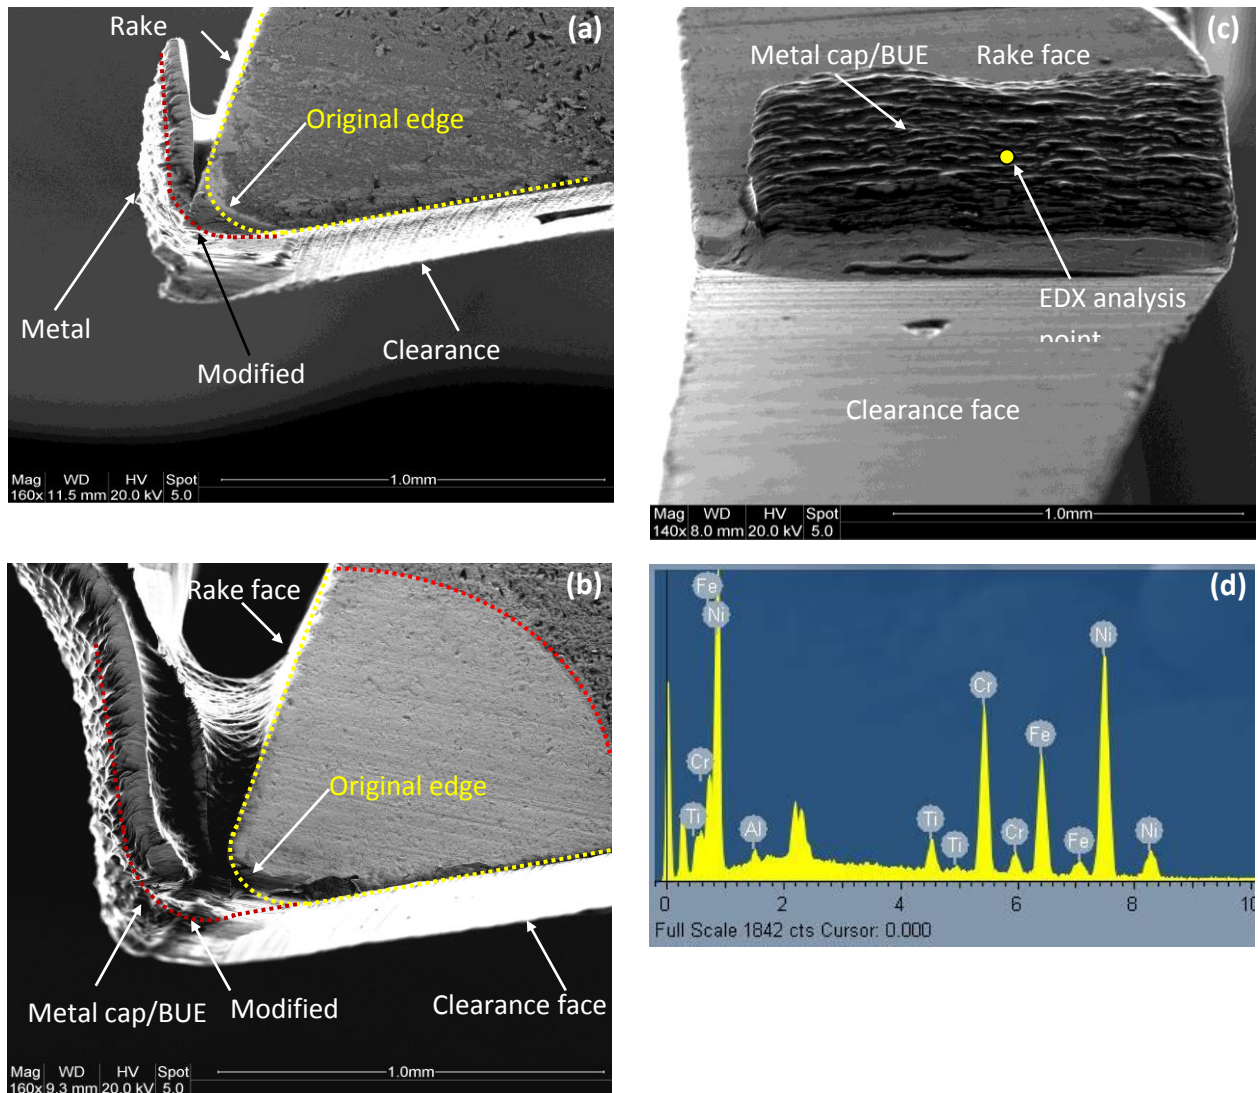 (a)
Rake
Original edge
Metal
Modified
Clearance
Mag WD HV Spot
160x 11.5 mm 20.0 kV 5.0
1.0mm
(c)
Metal cap/BUE
Rake face
EDX analysis
point
Clearance face
Mag WD HV Spot
140x 8.0 mm 20.0 kV 5.0
1.0mm
(b)
Rake face
Original edge
Metal cap/BUE
Modified
Clearance face
Mag WD HV Spot
160x 9.3 mm 20.0 kV 5.0
1.0mm
(d)
Fe
Ni
Cr
Ti
Al
Ti
Ti
Cr
Cr
Fe
Fe
Ni
Ni
0 2 4 6 8 10
Full Scale 1842 cts Cursor: 0.000